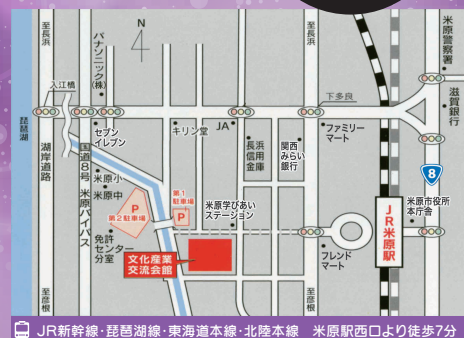 N
至長浜
パナソニック(株)
至長浜
米原警察署
滋賀銀行
入江橋
下多良
琵琶湖
湖岸道路
国道8号 米原バイパス
セブン
イレブン
キリン堂
JA
長浜
信用
金庫
関西
みらい
銀行
ファミリー
マート
8
米原小
米原中
P
第2駐車場
第1
駐車場
P
米原学びあい
ステーション
JR米原駅
米原市役所
本庁舎
免許
センター
分室
文化産業
交流会館
フレンド
マート
至彦根
至彦根
JR新幹線・琵琶湖線・東海道本線・北陸本線 米原駅西口より徒歩7分